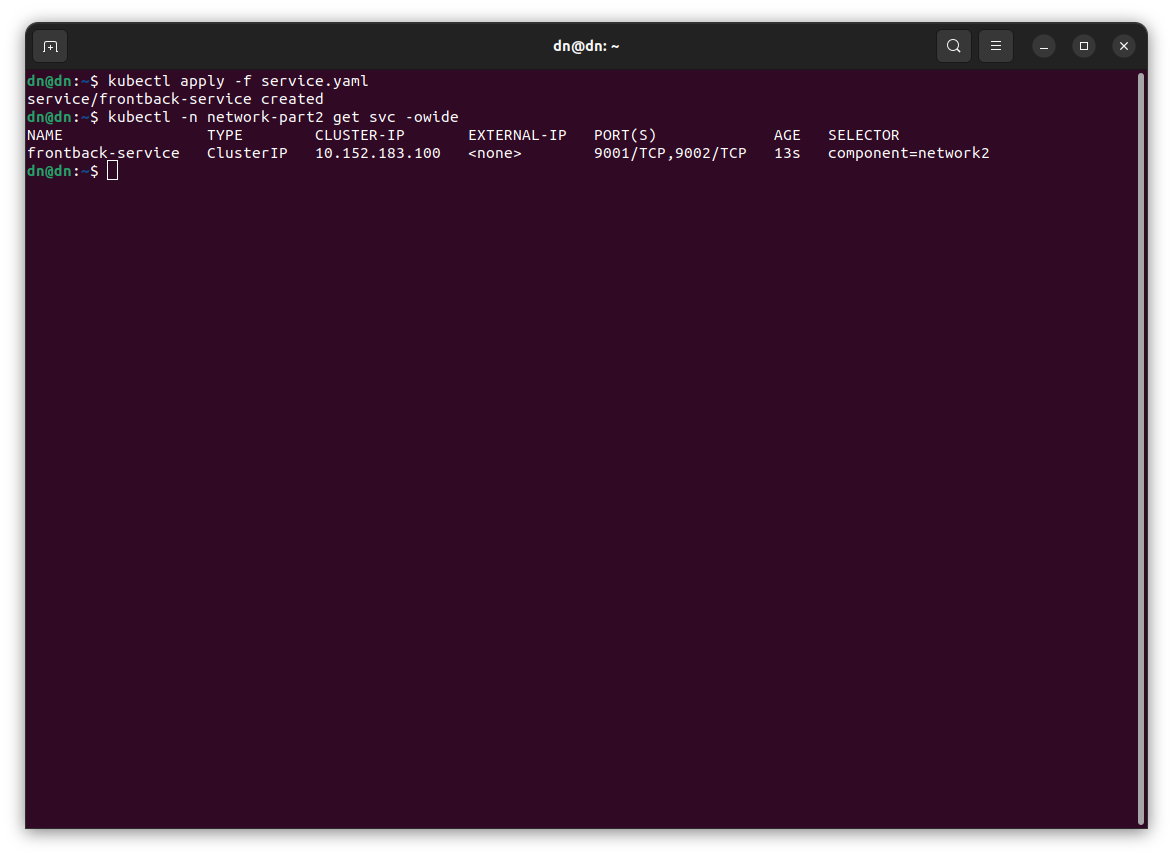 dn@dn: ~
dn@dn:~$ kubectl apply -f service.yaml
service/frontback-service created
dn@dn:~$ kubectl -n network-part2 get svc -owide
NAME                TYPE        CLUSTER-IP       EXTERNAL-IP   PORT(S)             AGE   SELECTOR
frontback-service   ClusterIP   10.152.183.100   <none>        9001/TCP,9002/TCP   13s   component=network2
dn@dn:~$